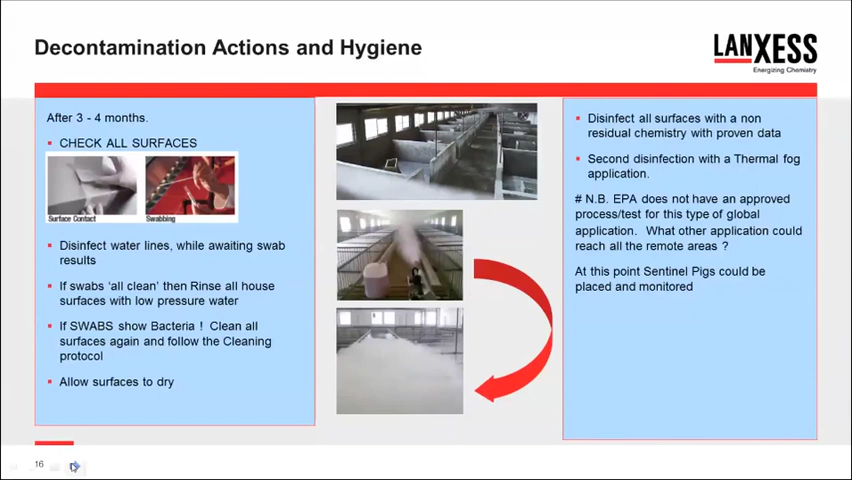 Decontamination Actions and Hygiene
LANXESS
Energizing Chemistry
After 3 - 4 months.
CHECK ALL SURFACES
Surface Contact
Swabbing
Disinfect water lines, while awaiting swab
results
If swabs ‘all clean’ then Rinse all house
surfaces with low pressure water
If SWABS show Bacteria ! Clean all
surfaces again and follow the Cleaning
protocol
Allow surfaces to dry
Disinfect all surfaces with a non
residual chemistry with proven data
Second disinfection with a Thermal fog
application.
# N.B. EPA does not have an approved
process/test for this type of global
application. What other application could
reach all the remote areas ?
At this point Sentinel Pigs could be
placed and monitored
16